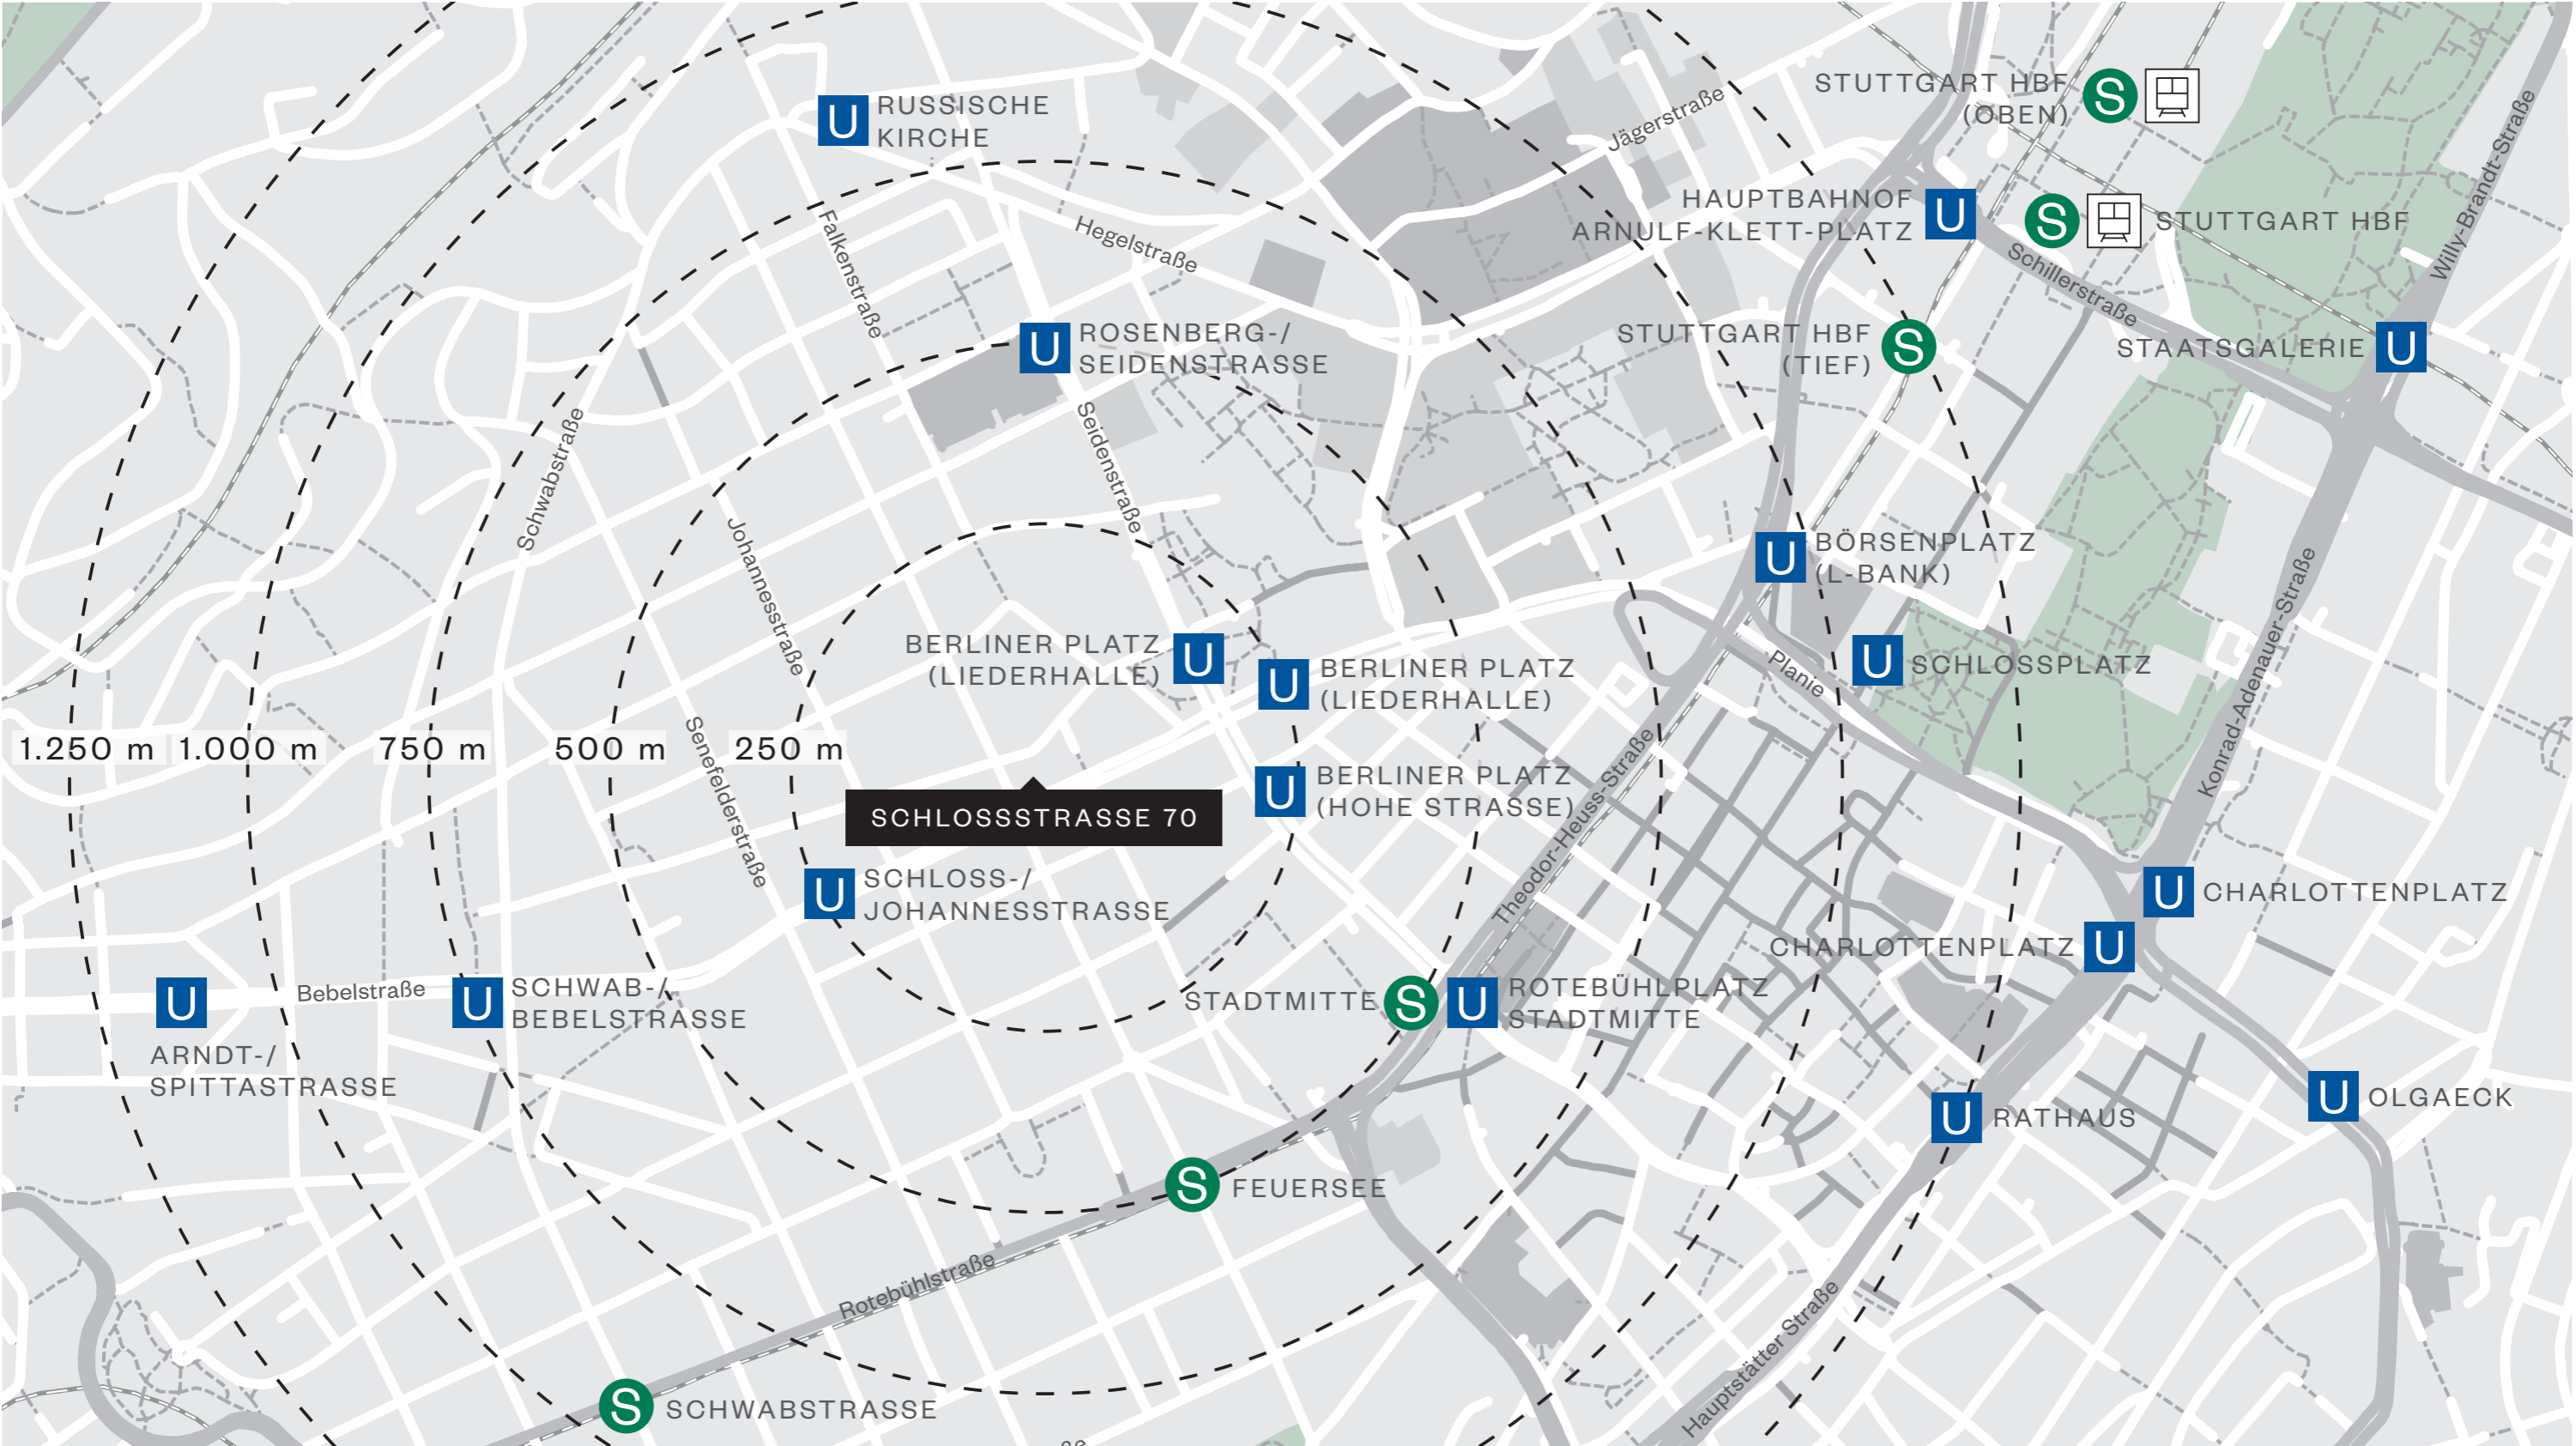 STUTTGART HBF
(OBEN)
S
U
RUSSISCHE
KIRCHE
Jägerstraße
Willy-Brandt-Straße
HAUPTBAHNOF
ARNULF-KLETT-PLATZ
U
S
STUTTGART HBF
Falkenstraße
Hegelstraße
Schillerstraße
U
ROSENBERG-/
SEIDENSTRASSE
STUTTGART HBF
(TIEF)
S
STAATSGALERIE
U
Schwabstraße
Seidenstraße
Johannesstraße
U
BÖRSENPLATZ
(L-BANK)
Konrad-Adenauer-Straße
BERLINER PLATZ
(LIEDERHALLE)
U
U
BERLINER PLATZ
(LIEDERHALLE)
Planie
U
SCHLOSSPLATZ
1.250 m
1.000 m
750 m
500 m
250 m
Senefelderstraße
SCHLOSSSTRASSE 70
U
BERLINER PLATZ
(HOHE STRASSE)
Theodor-Heuss-Straße
U
SCHLOSS-/
JOHANNESSTRASSE
U
CHARLOTTENPLATZ
CHARLOTTENPLATZ
U
U
ARNDT-/
SPITTASTRASSE
Bebelstraße
U
SCHWAB-/
BEBELSTRASSE
STADTMITTE
S
U
ROTEBÜHLPLATZ
STADTMITTE
U
OLGAECK
U
RATHAUS
S
FEUERSEE
Rotebühlstraße
Hauptstätter Straße
S
SCHWABSTRASSE